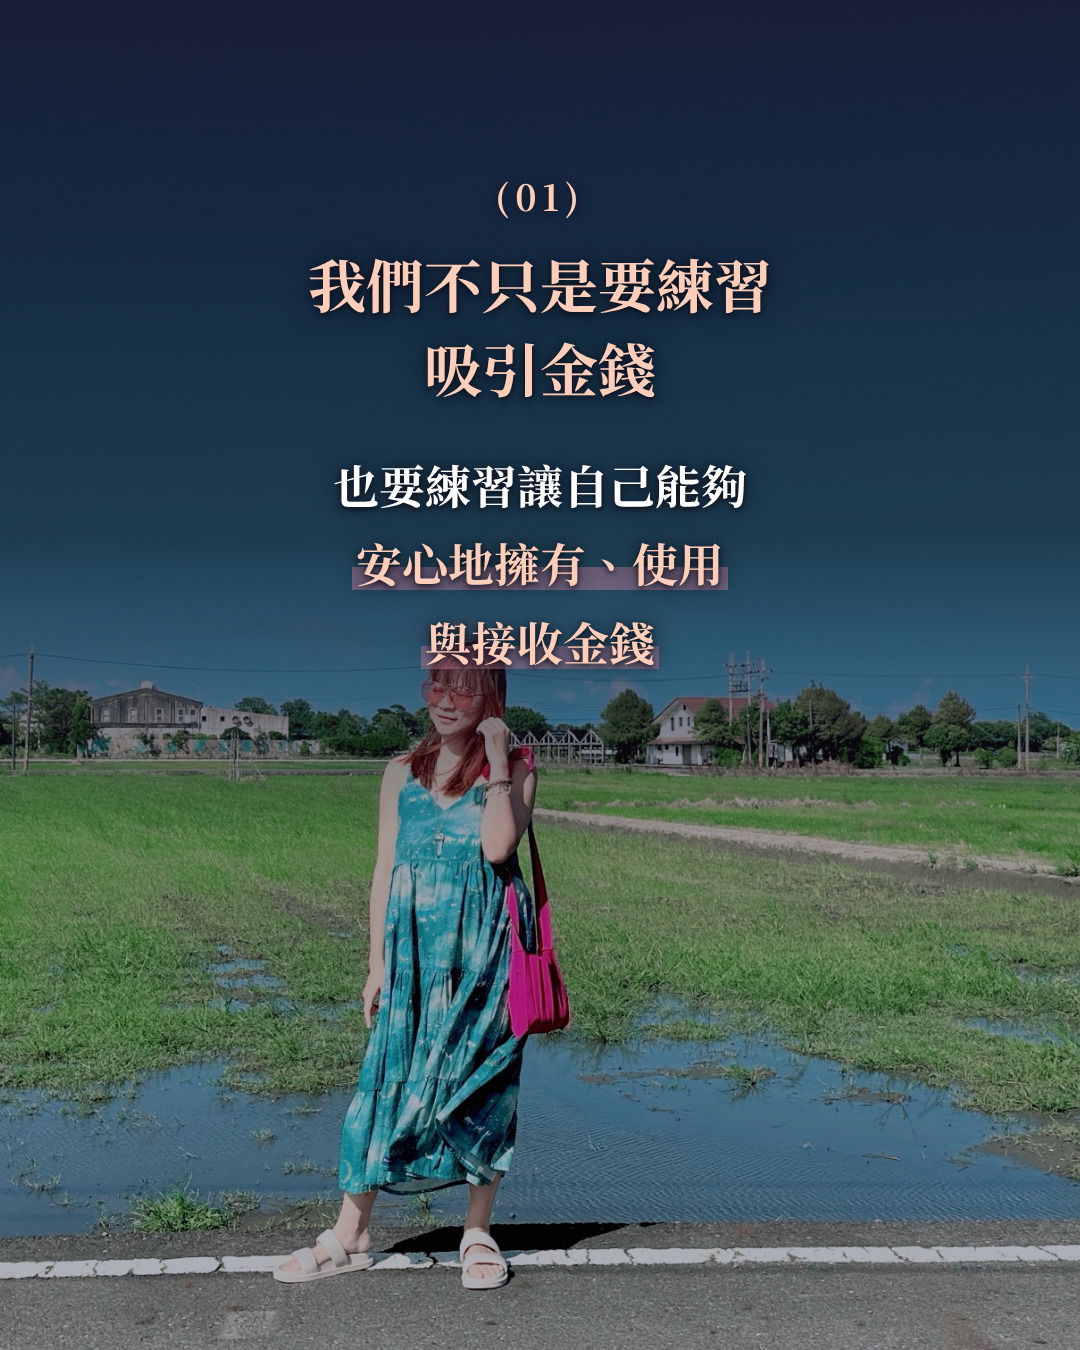 (01)
我們不只是要練習
吸引金錢
也要練習讓自己能夠
安心地擁有、使用
與接收金錢